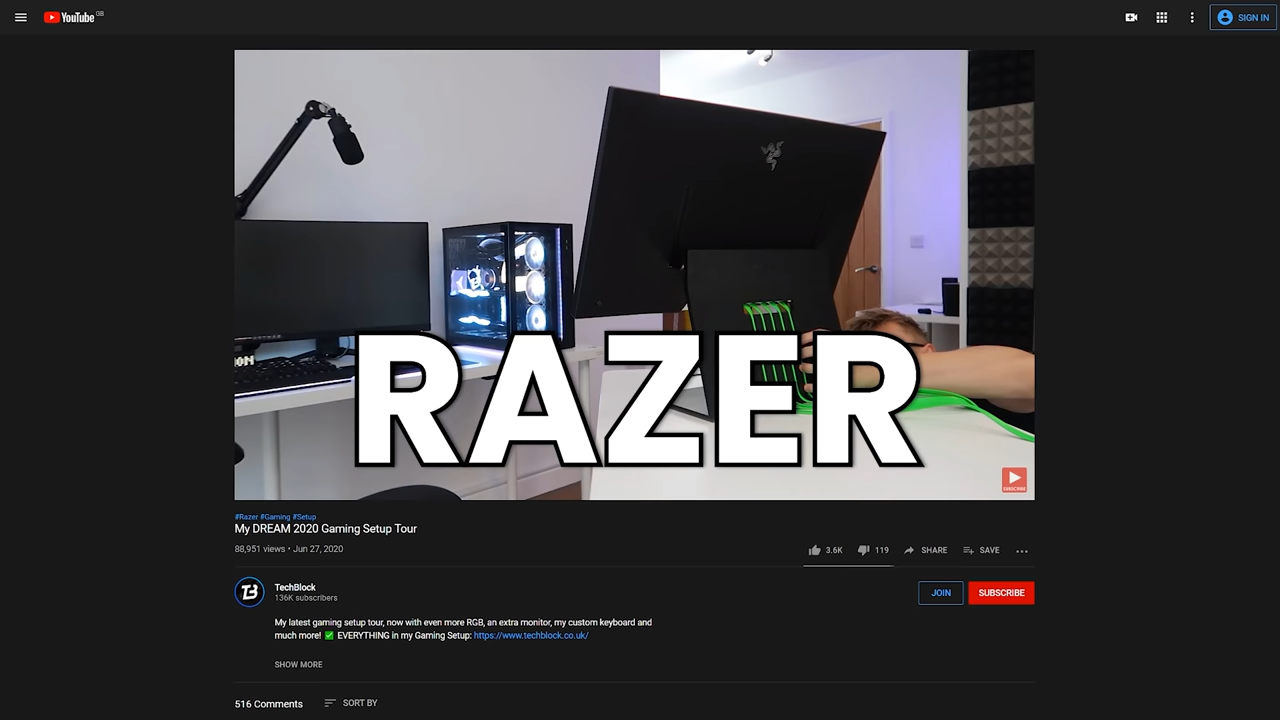 YouTube GB
SIGN IN
RAZER
SUBSCRIBE
#Razer #Gaming #Setup
My DREAM 2020 Gaming Setup Tour
88,951 views • Jun 27, 2020
3.6K
119
SHARE
SAVE
TechBlock
136K subscribers
JOIN
SUBSCRIBE
My latest gaming setup tour, now with even more RGB, an extra monitor, my custom keyboard and
much more! ✅ EVERYTHING in my Gaming Setup: https://www.techblock.co.uk/
SHOW MORE
516 Comments
SORT BY